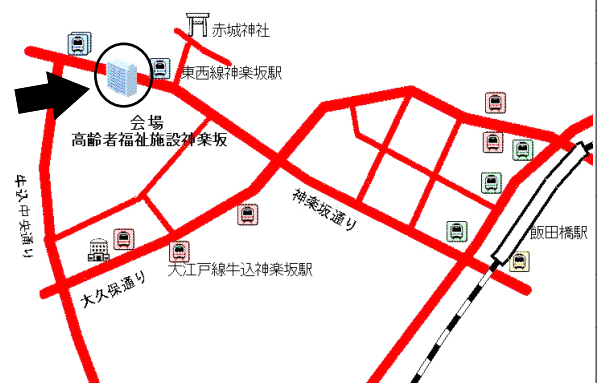 赤城神社
東西線神楽坂駅
会場
高齢者福祉施設神楽坂
牛込中央通り
神楽坂通り
飯田橋駅
大江戸線牛込神楽坂駅
大久保通り